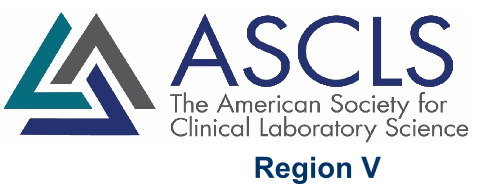 ASCLS
The American Society for
Clinical Laboratory Science
Region V